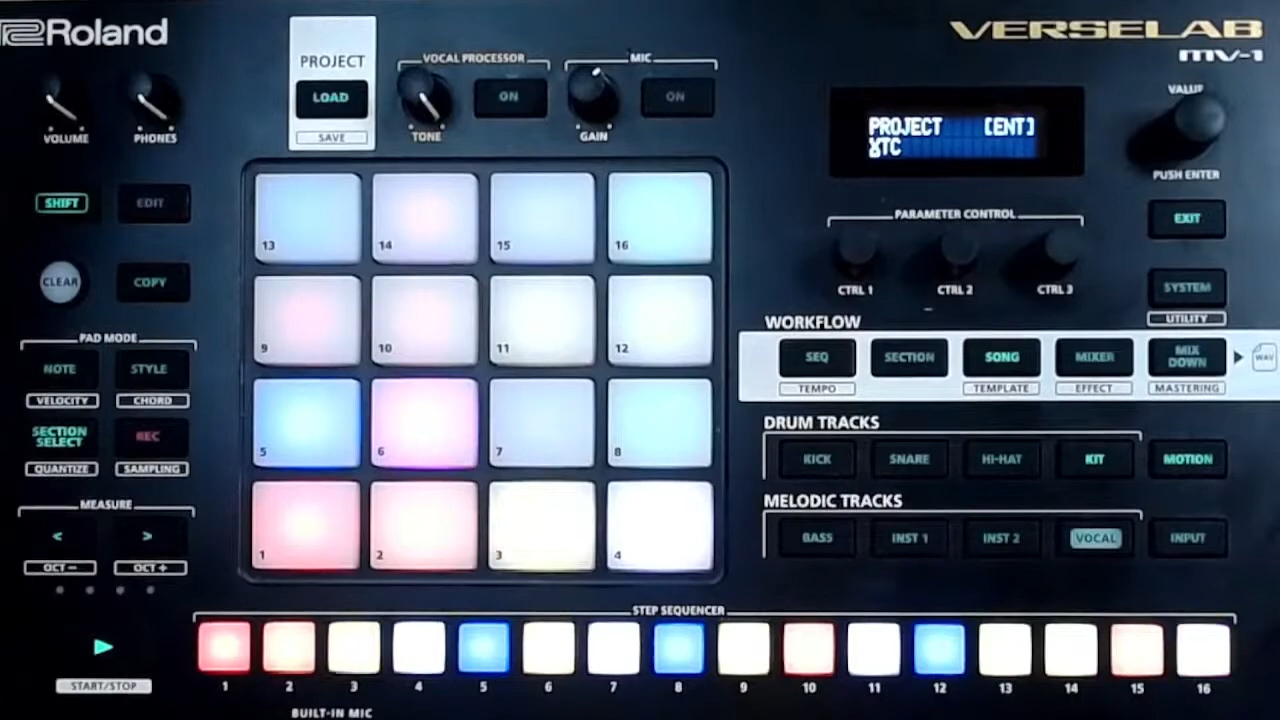 Roland
VERSELAB
MV-1
PROJECT
LOAD
SAVE
VOCAL PROCESSOR
TONE
ON
MIC
GAIN
ON
VOLUME
PHONES
PROJECT [ENT]
VALUE
PUSH ENTER
SHIFT
EDIT
CLEAR
COPY
PARAMETER CONTROL
CTRL 1
CTRL 2
CTRL 3
EXIT
SYSTEM
UTILITY
PAD MODE
NOTE
STYLE
VELOCITY
CHORD
SECTION SELECT
REC
QUANTIZE
SAMPLING
MEASURE
<
>
OCT −
OCT +
START/STOP
13 14 15 16
9 10 11 12
5 6 7 8
1 2 3 4
WORKFLOW
SEQ
SECTION
SONG
MIXER
MIX DOWN
WAV
TEMPO
TEMPLATE
EFFECT
MASTERING
DRUM TRACKS
KICK
SNARE
HI-HAT
KIT
MOTION
MELODIC TRACKS
BASS
INST 1
INST 2
VOCAL
INPUT
STEP SEQUENCER
1 2 3 4 5 6 7 8 9 10 11 12 13 14 15 16
BUILT-IN MIC